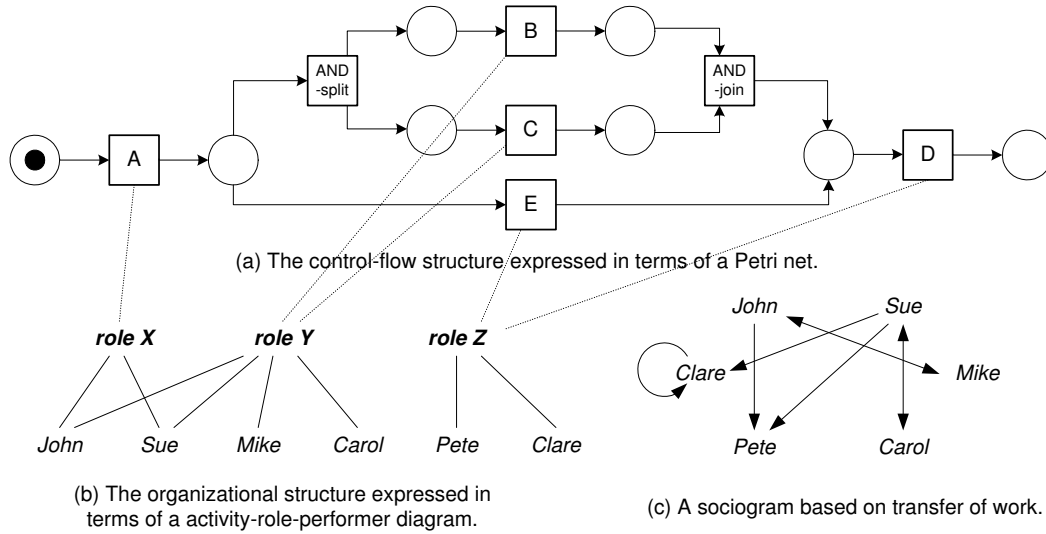 B
AND
-split
AND
-join
C
A
D
E
(a) The control-flow structure expressed in terms of a Petri net.
John
Sue
role X
role Y
role Z
Clare
Mike
John
Sue
Mike
Carol
Pete
Clare
Pete
Carol
(b) The organizational structure expressed in
terms of a activity-role-performer diagram.
(c) A sociogram based on transfer of work.